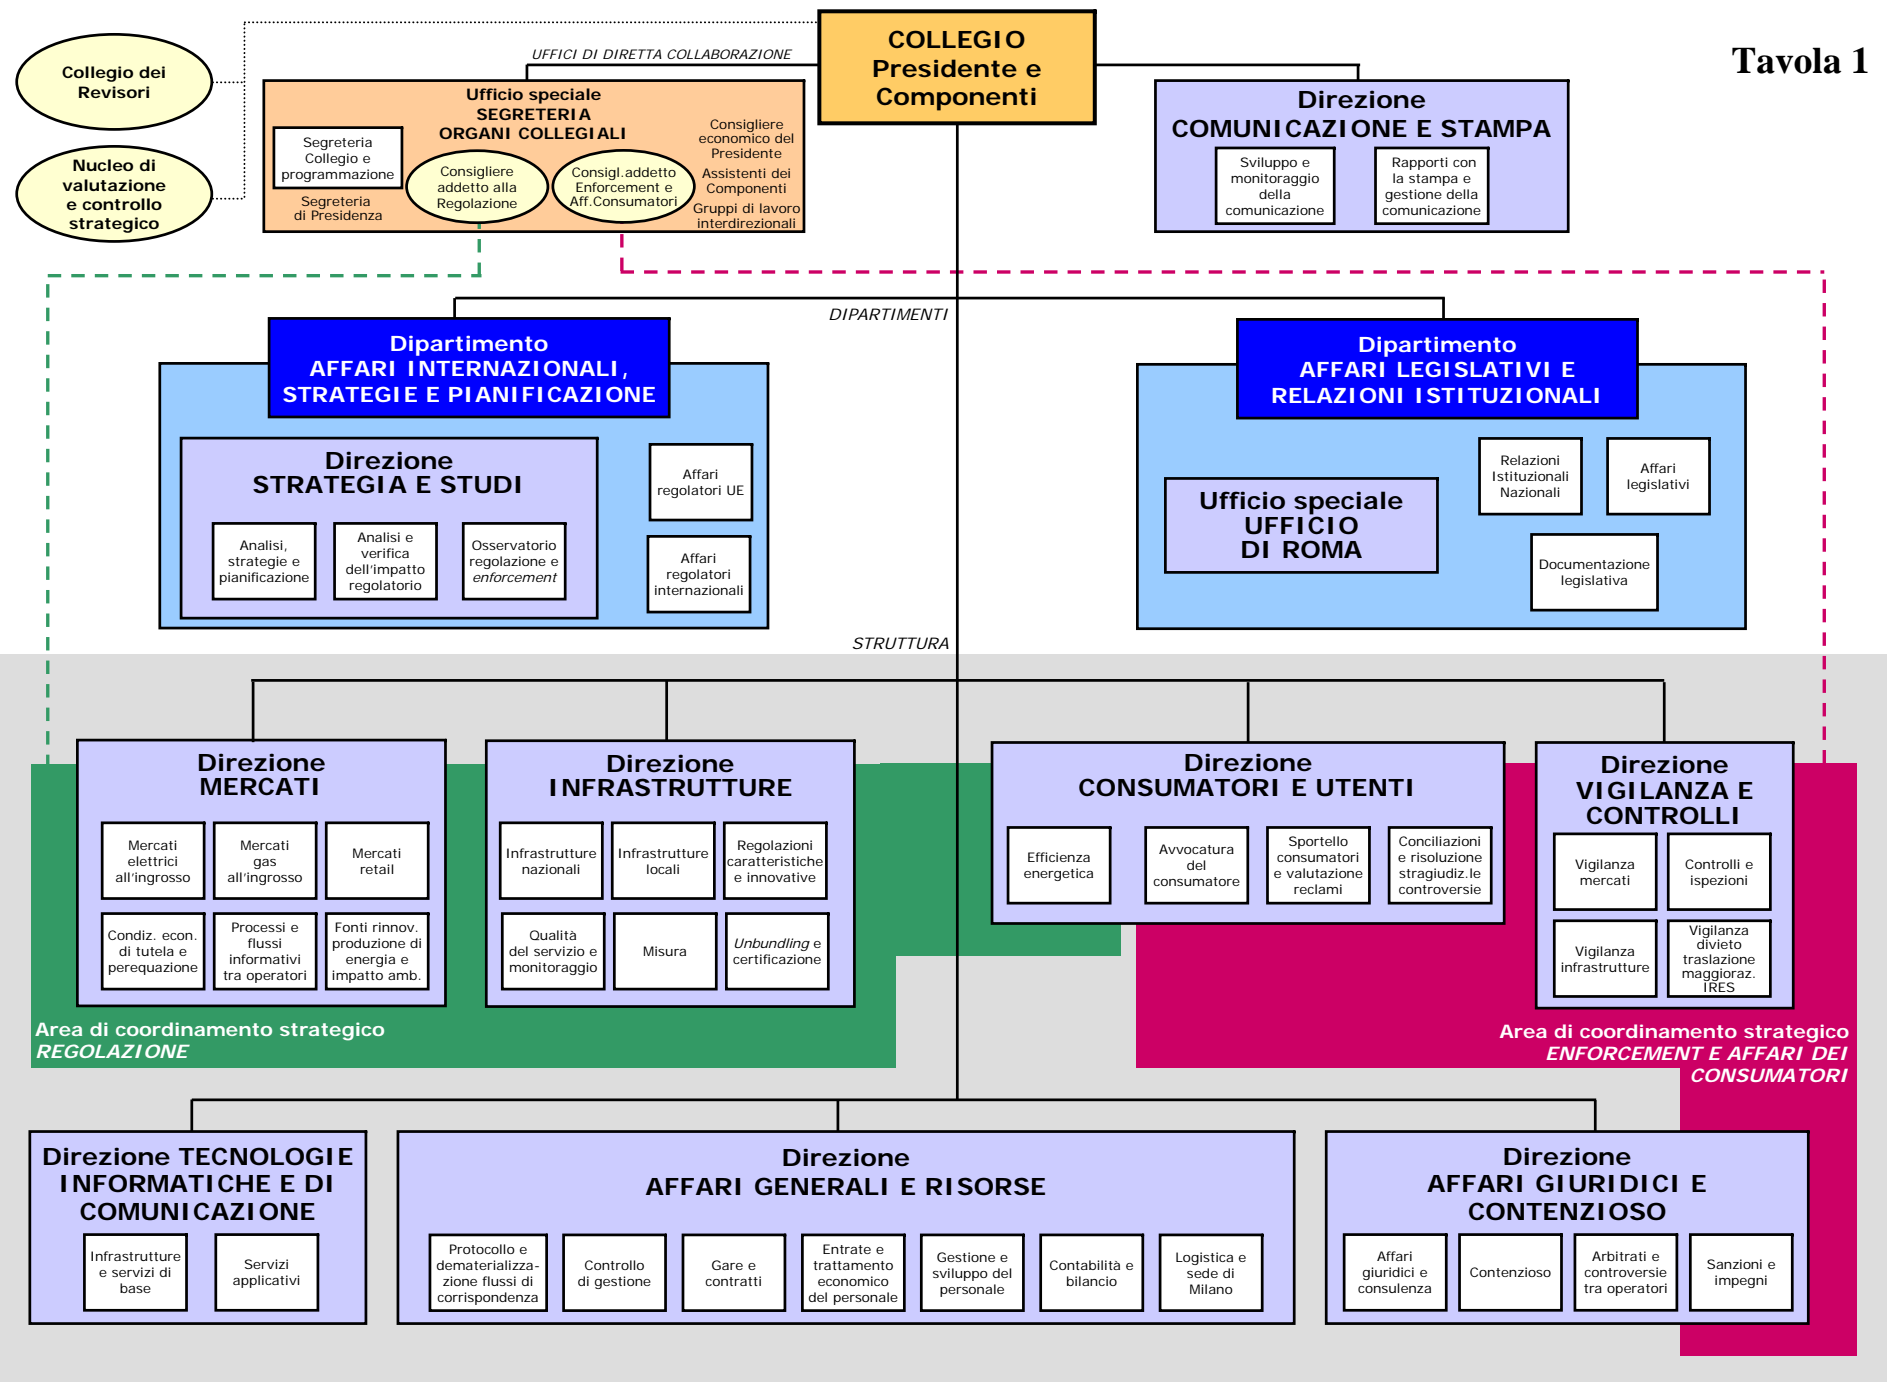 Tavola 1
COLLEGIO
Presidente e
Componenti
UFFICI DI DIRETTA COLLABORAZIONE
Collegio dei
Revisori
Nucleo di
valutazione
e controllo
strategico
Ufficio speciale
SEGRETERIA
ORGANI COLLEGIALI
Segreteria
Collegio e
programmazione
Segreteria
di Presidenza
Consigliere
addetto alla
Regolazione
Consigl.addetto
Enforcement e
Aff.Consumatori
Consigliere
economico del
Presidente
Assistenti dei
Componenti
Gruppi di lavoro
interdirezionali
Direzione
COMUNICAZIONE E STAMPA
Sviluppo e
monitoraggio
della
comunicazione
Rapporti con
la stampa e
gestione della
comunicazione
DIPARTIMENTI
Dipartimento
AFFARI INTERNAZIONALI,
STRATEGIE E PIANIFICAZIONE
Direzione
STRATEGIA E STUDI
Analisi,
strategie e
pianificazione
Analisi e
verifica
dell'impatto
regolatorio
Osservatorio
regolazione e
enforcement
Affari
regolatori UE
Affari
regolatori
internazionali
Dipartimento
AFFARI LEGISLATIVI E
RELAZIONI ISTITUZIONALI
Ufficio speciale
UFFICIO
DI ROMA
Relazioni
Istituzionali
Nazionali
Affari
legislativi
Documentazione
legislativa
STRUTTURA
Direzione
MERCATI
Mercati
elettrici
all'ingrosso
Mercati
gas
all'ingrosso
Mercati
retail
Condiz. econ.
di tutela e
perequazione
Processi e
flussi
informativi
tra operatori
Fonti rinnov.
produzione di
energia e
impatto amb.
Direzione
INFRASTRUTTURE
Infrastrutture
nazionali
Infrastrutture
locali
Regolazioni
caratteristiche
e innovative
Qualità
del servizio e
monitoraggio
Misura
Unbundling e
certificazione
Direzione
CONSUMATORI E UTENTI
Efficienza
energetica
Avvocatura
del
consumatore
Sportello
consumatori
e valutazione
reclami
Conciliazioni
e risoluzione
stragiudiz.le
controversie
Direzione
VIGILANZA E
CONTROLLI
Vigilanza
mercati
Controlli e
ispezioni
Vigilanza
infrastrutture
Vigilanza
divieto
traslazione
maggioraz.
IRES
Area di coordinamento strategico
REGOLAZIONE
Area di coordinamento strategico
ENFORCEMENT E AFFARI DEI
CONSUMATORI
Direzione TECNOLOGIE
INFORMATICHE E DI
COMUNICAZIONE
Infrastrutture
e servizi di
base
Servizi
applicativi
Direzione
AFFARI GENERALI E RISORSE
Protocollo e
dematerializza-
zione flussi di
corrispondenza
Controllo
di gestione
Gare e
contratti
Entrate e
trattamento
economico
del personale
Gestione e
sviluppo del
personale
Contabilità e
bilancio
Logistica e
sede di
Milano
Direzione
AFFARI GIURIDICI E
CONTENZIOSO
Affari
giuridici e
consulenza
Contenzioso
Arbitrati e
controversie
tra operatori
Sanzioni e
impegni